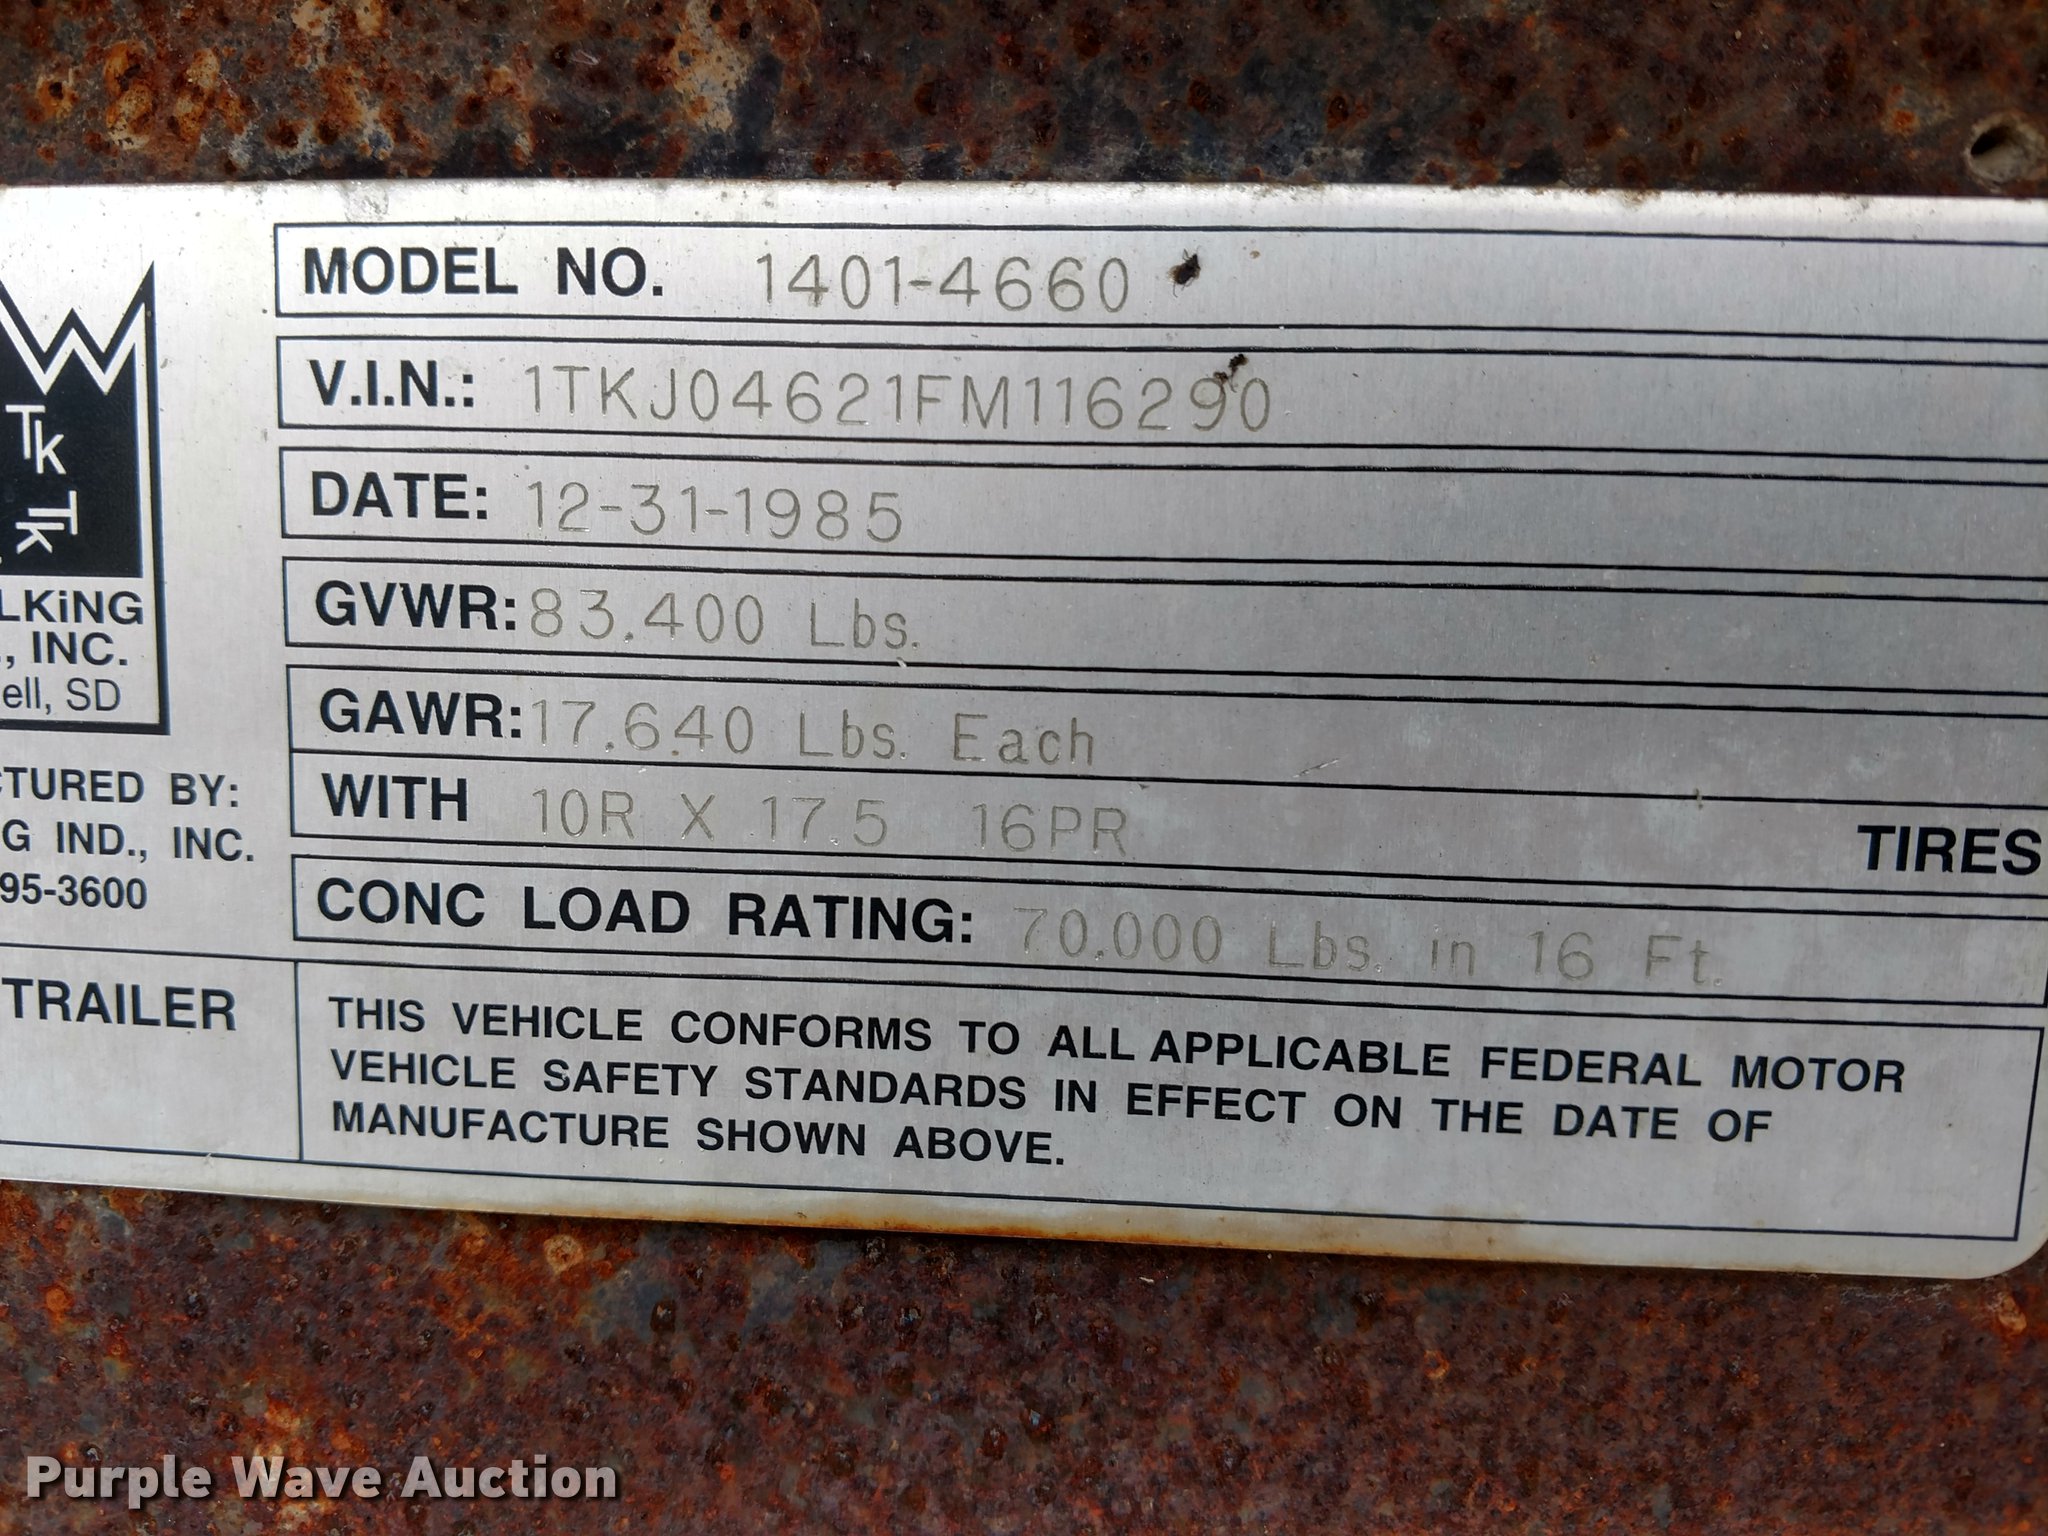 MODEL NO. 1401-4660
V.I.N.: 1TKJ04621FM116290
DATE: 12-31-1985
GVWR: 83.400 Lbs.
GAWR: 17.640 Lbs. Each
WITH 10R X 17.5 16PR TIRES
CONC LOAD RATING: 70.000 Lbs. in 16 Ft.
THIS VEHICLE CONFORMS TO ALL APPLICABLE FEDERAL MOTOR
VEHICLE SAFETY STANDARDS IN EFFECT ON THE DATE OF
MANUFACTURE SHOWN ABOVE.
W
TK
TK
LKiNG
., INC.
ell, SD
CTURED BY:
G IND., INC.
95-3600
TRAILER
Purple Wave Auction